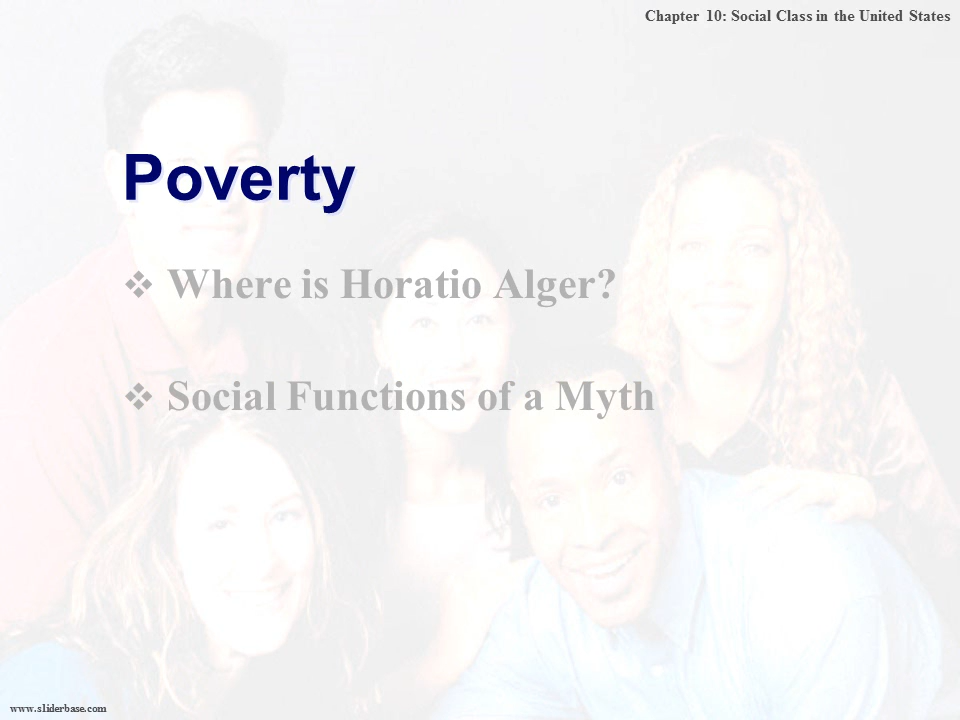 Chapter 10: Social Class in the United States
Poverty
❖ Where is Horatio Alger?
❖ Social Functions of a Myth
www.sliderbase.com